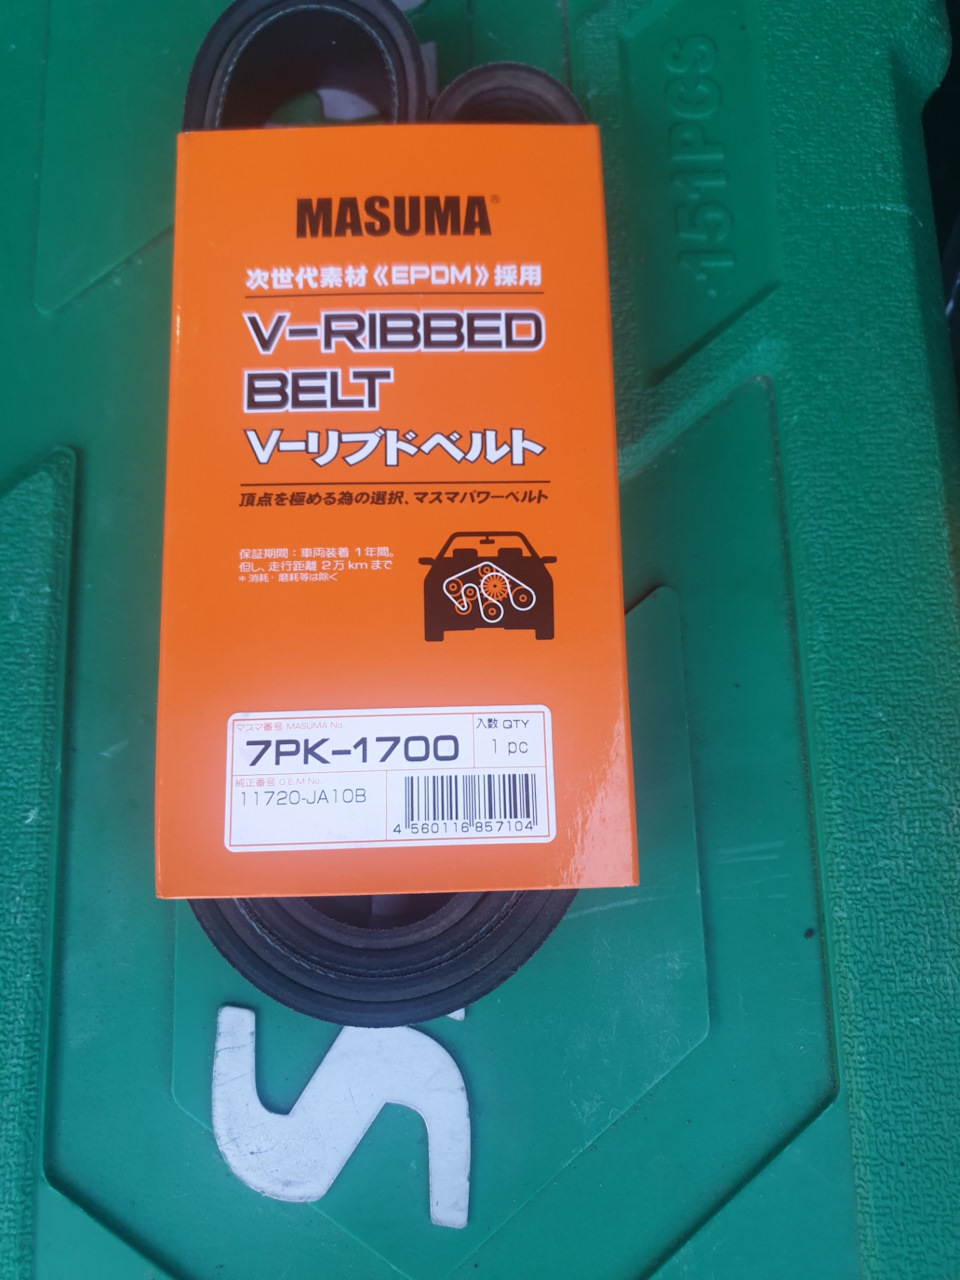 MASUMA®
次世代素材《EPDM》採用
V-RIBBED
BELT
V-リブドベルト
頂点を極める為の選択、マスマパワーベルト
保証期間：車両装着1年間。
但し、走行距離2万kmまで
＊消耗・磨耗等は除く
マスマ番号 MASUMA No.
7PK-1700
入数 QTY
1 pc
純正番号 O.E.M No.
11720-JA10B
4 560116 857104
151PCS